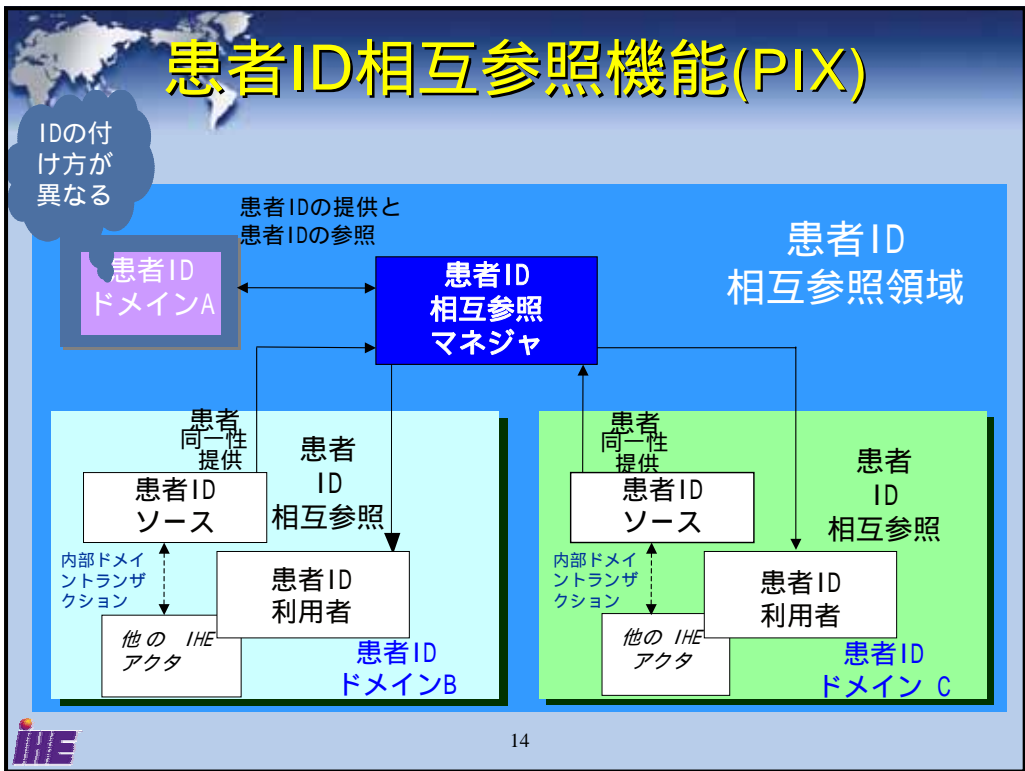 患者ID相互参照機能(PIX)
IDの付
け方が
異なる
患者IDの提供と
患者IDの参照
患者ID
相互参照領域
患者ID
ドメインA
患者ID
相互参照
マネジャ
患者
同一性
提供
患者
ID
相互参照
患者ID
ソース
内部ドメイ
ントランザ
クション
患者ID
利用者
他の IHE
アクタ
患者ID
ドメインB
患者
同一性
提供
患者
ID
相互参照
患者ID
ソース
内部ドメイ
ントランザ
クション
患者ID
利用者
他の IHE
アクタ
患者ID
ドメイン C
IHE
14